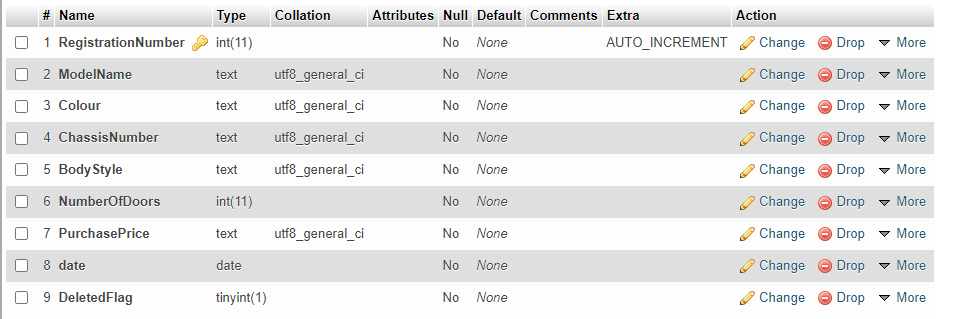 # Name Type Collation Attributes Null Default Comments Extra Action
1 RegistrationNumber int(11) No None AUTO_INCREMENT Change Drop More
2 ModelName text utf8_general_ci No None Change Drop More
3 Colour text utf8_general_ci No None Change Drop More
4 ChassisNumber text utf8_general_ci No None Change Drop More
5 BodyStyle text utf8_general_ci No None Change Drop More
6 NumberOfDoors int(11) No None Change Drop More
7 PurchasePrice text utf8_general_ci No None Change Drop More
8 date date No None Change Drop More
9 DeletedFlag tinyint(1) No None Change Drop More